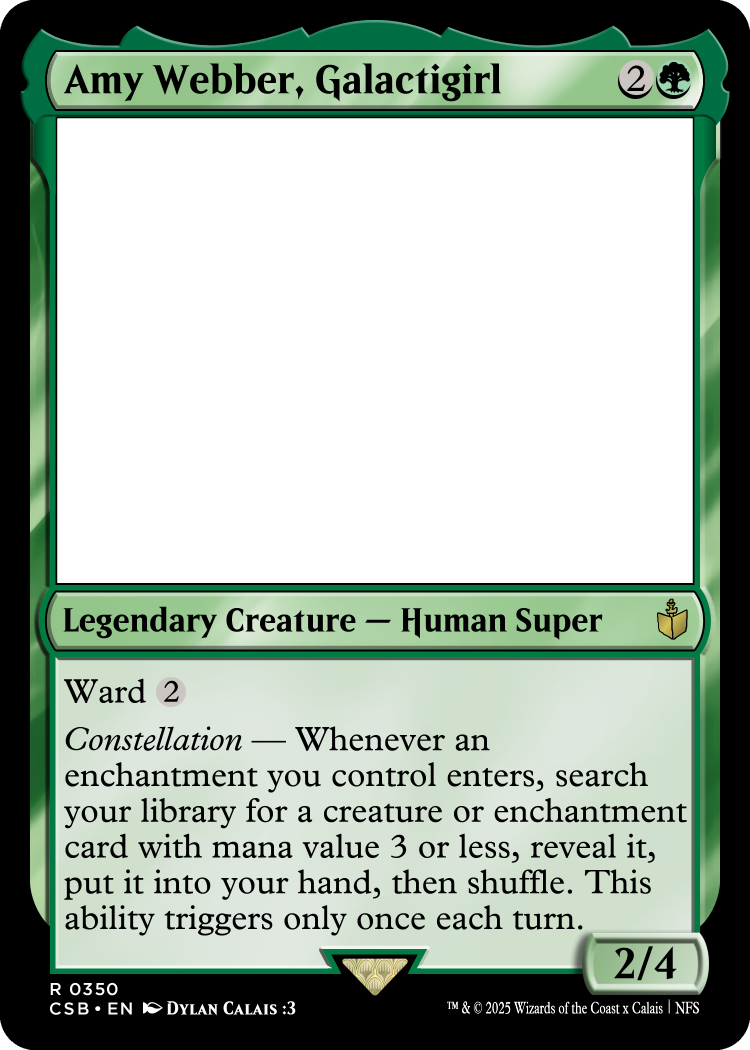 Amy Webber, Galactigirl 2
Legendary Creature — Human Super
Ward 2
Constellation — Whenever an
enchantment you control enters, search
your library for a creature or enchantment
card with mana value 3 or less, reveal it,
put it into your hand, then shuffle. This
ability triggers only once each turn.
2/4
R 0350
CSB • EN Dylan Calais :3
™ & © 2025 Wizards of the Coast x Calais | NFS